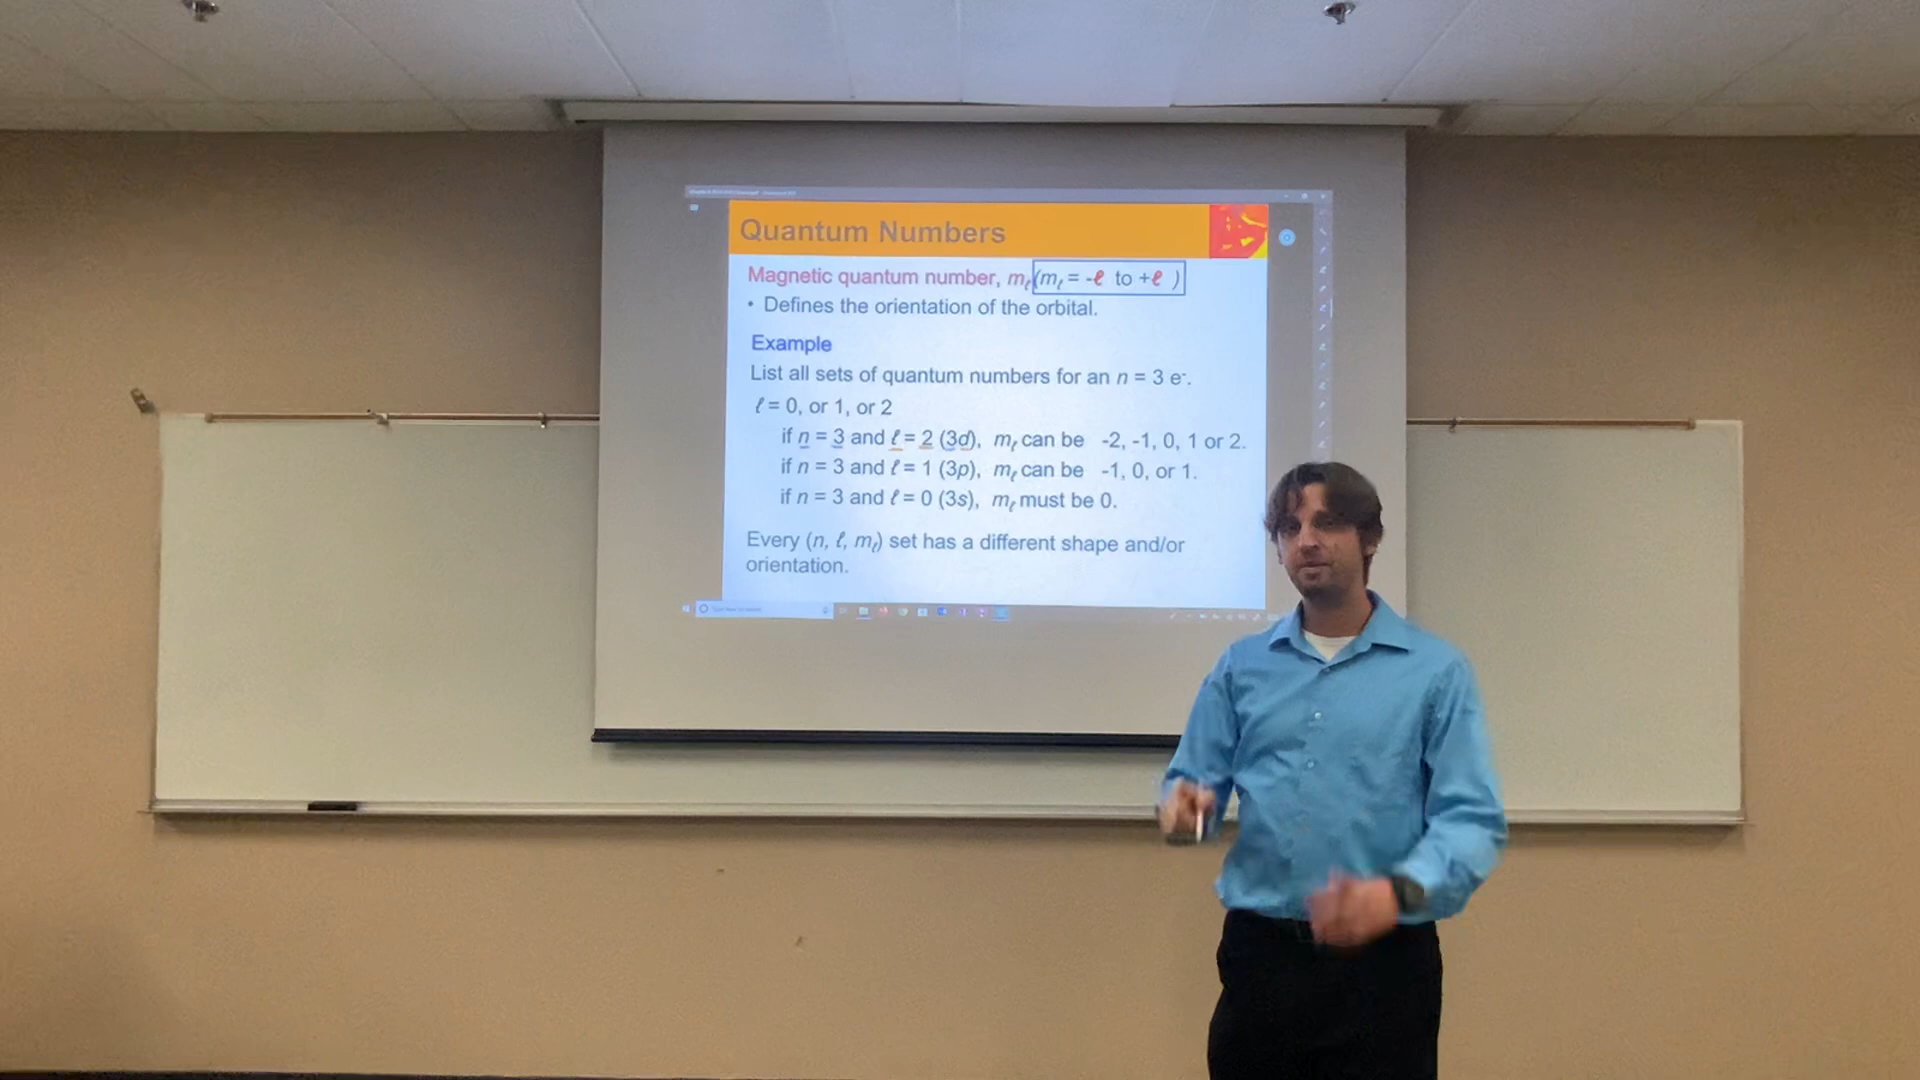 Quantum Numbers
Magnetic quantum number, mℓ (mℓ = -ℓ to +ℓ )
• Defines the orientation of the orbital.
Example
List all sets of quantum numbers for an n = 3 e⁻.
ℓ = 0, or 1, or 2
if n = 3 and ℓ = 2 (3d), mℓ can be -2, -1, 0, 1 or 2.
if n = 3 and ℓ = 1 (3p), mℓ can be -1, 0, or 1.
if n = 3 and ℓ = 0 (3s), mℓ must be 0.
Every (n, ℓ, mℓ) set has a different shape and/or
orientation.